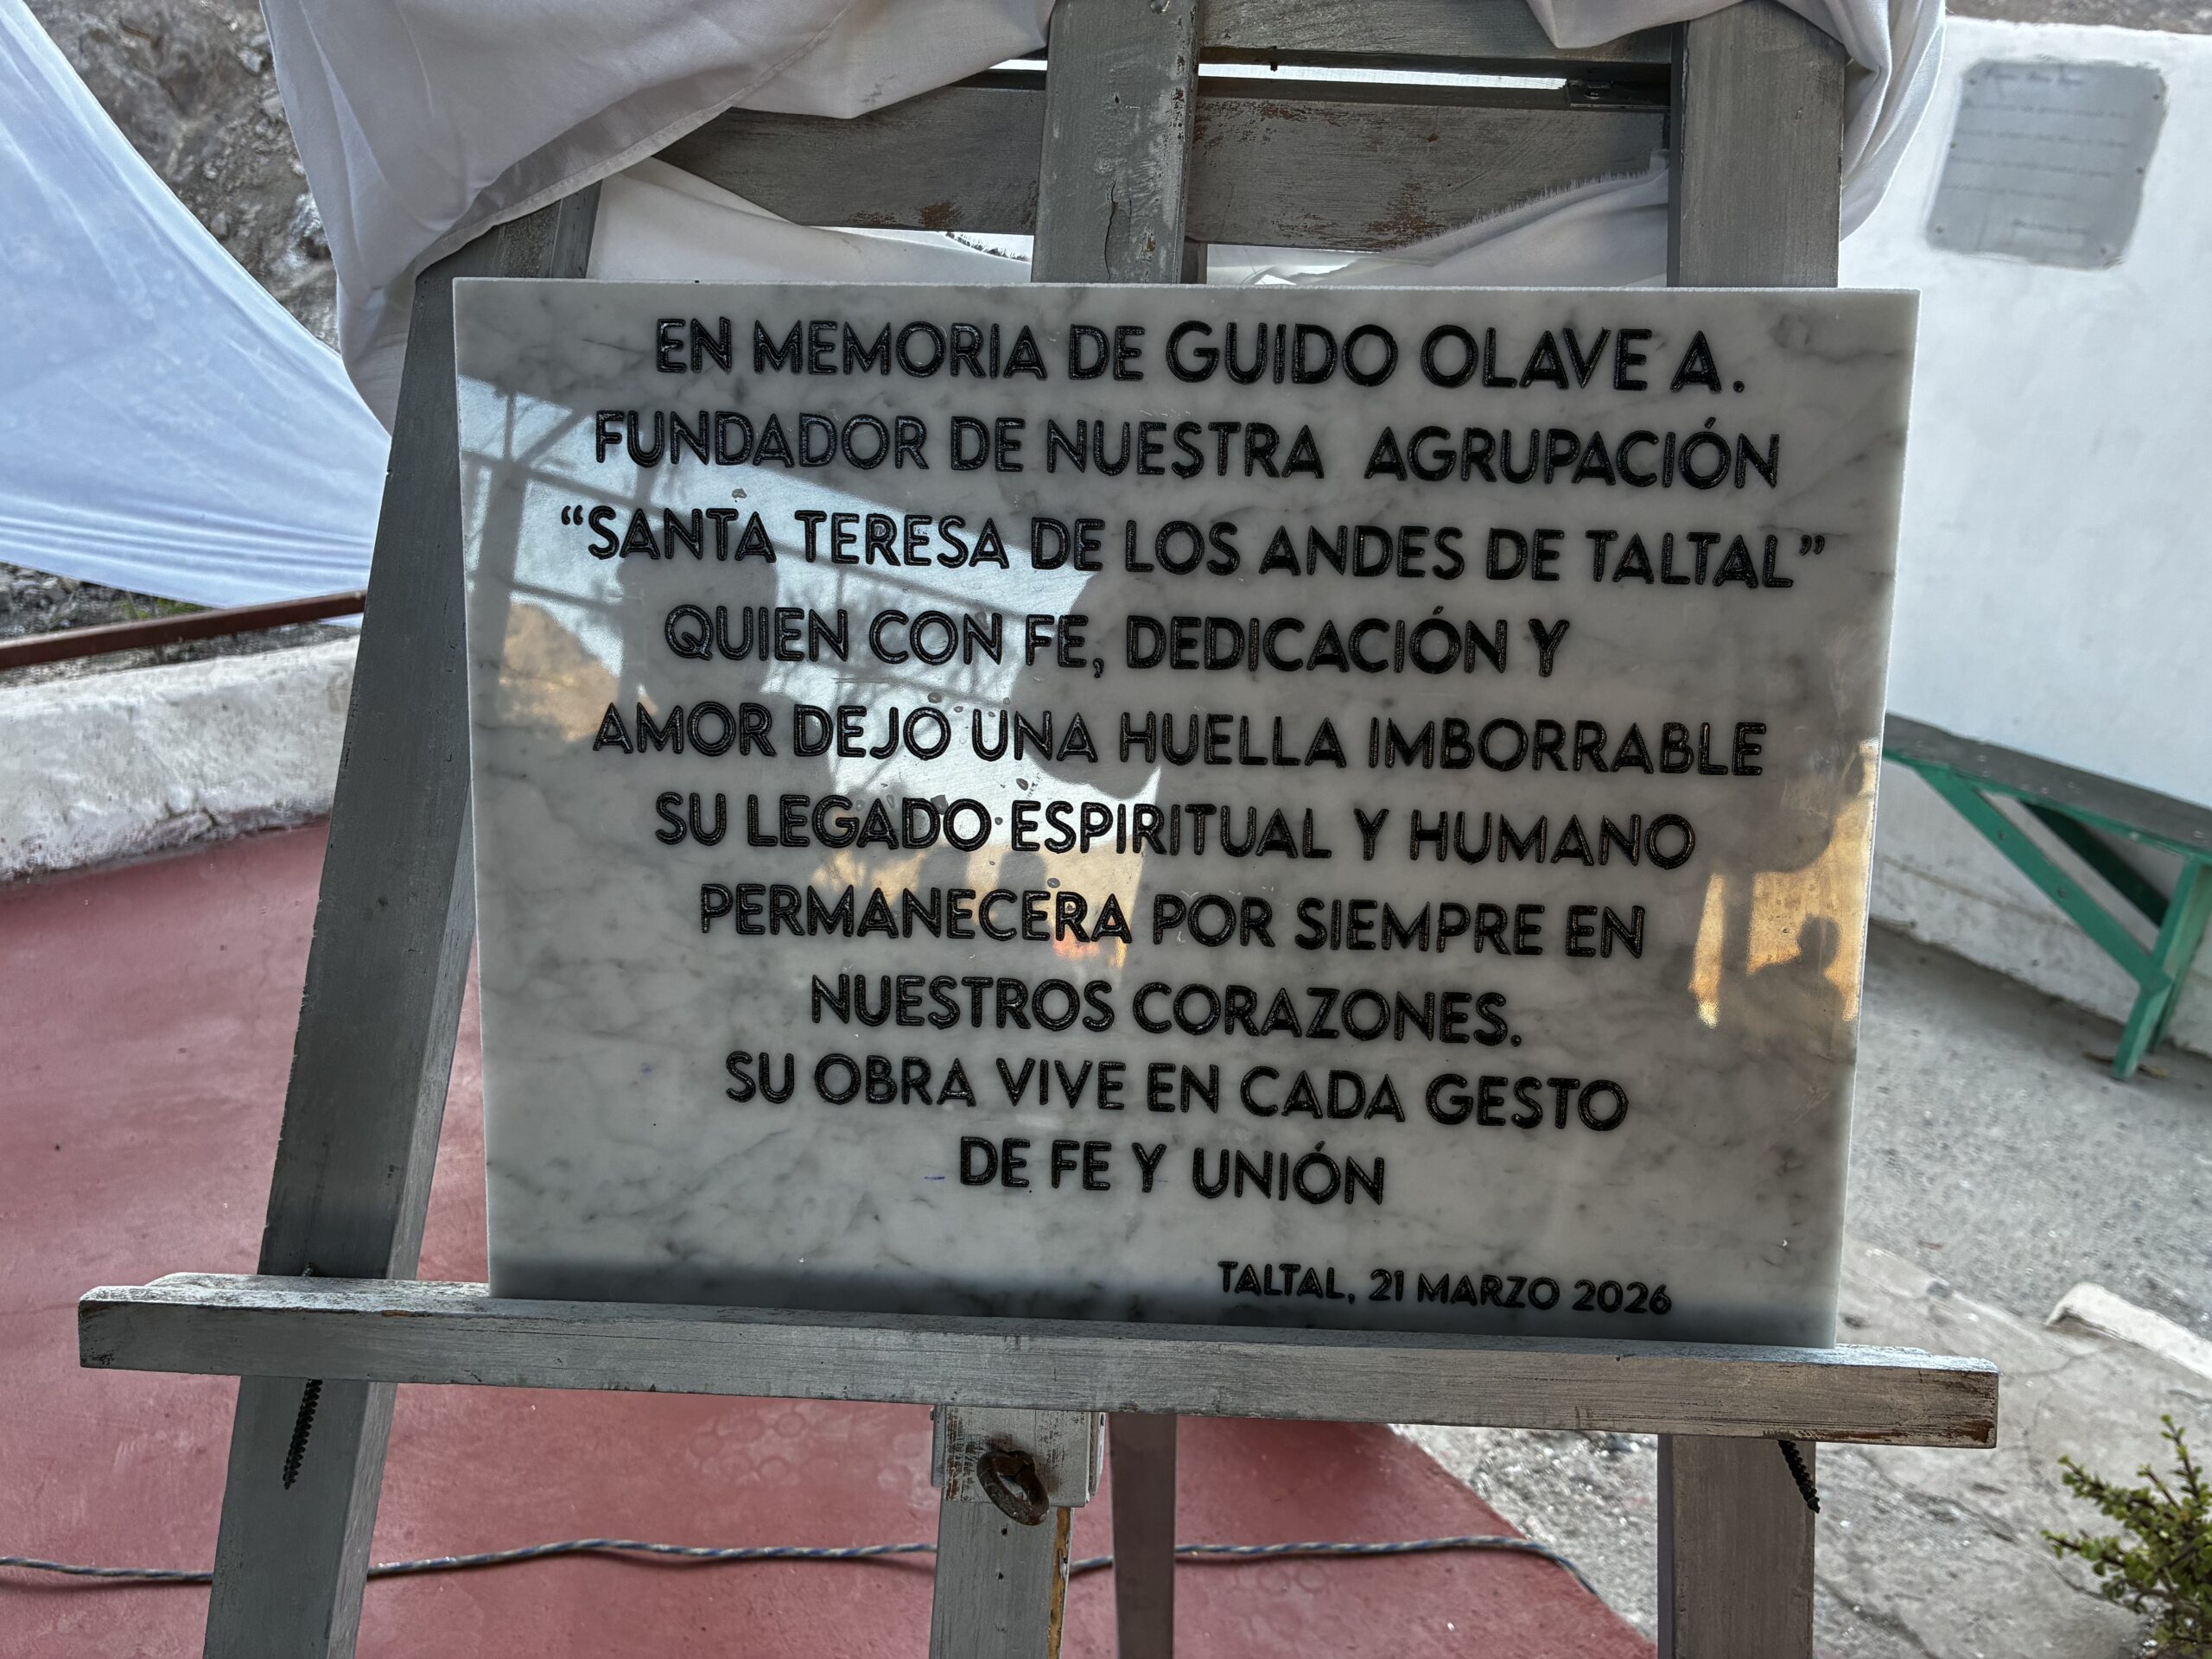 EN MEMORIA DE GUIDO OLAVE A.
FUNDADOR DE NUESTRA AGRUPACIÓN
“SANTA TERESA DE LOS ANDES DE TALTAL”
QUIEN CON FE, DEDICACIÓN Y
AMOR DEJO UNA HUELLA IMBORRABLE
SU LEGADO ESPIRITUAL Y HUMANO
PERMANECERA POR SIEMPRE EN
NUESTROS CORAZONES.
SU OBRA VIVE EN CADA GESTO
DE FE Y UNIÓN
TALTAL, 21 MARZO 2026